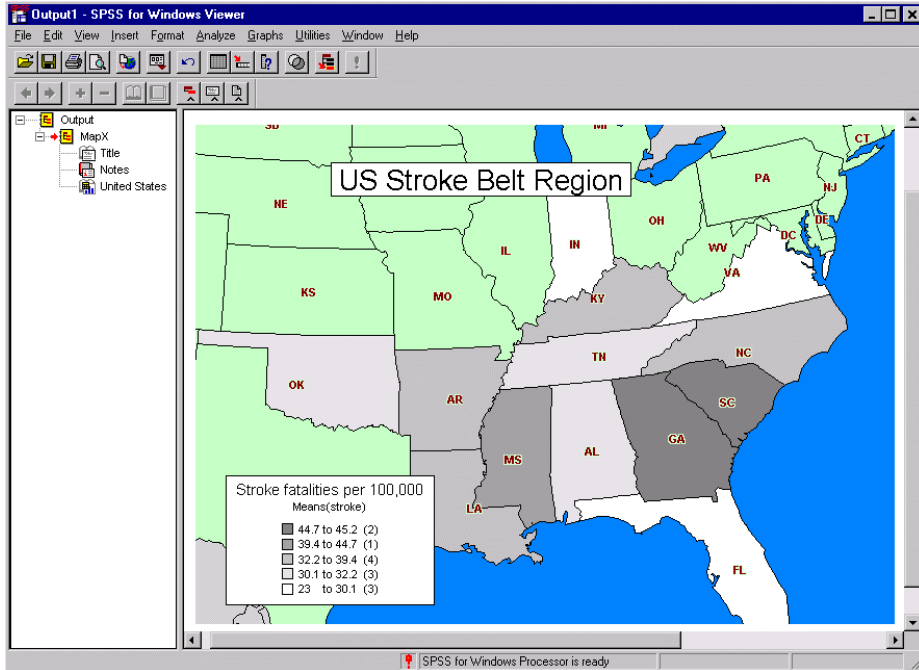 Output1 - SPSS for Windows Viewer
File Edit View Insert Format Analyze Graphs Utilities Window Help
Output
MapX
Title
Notes
United States
SD
MI
CT
US Stroke Belt Region
PA
NJ
NE
OH
DE
IL
IN
DC
WV
VA
KS
MO
KY
TN
NC
OK
AR
SC
GA
AL
MS
LA
FL
Stroke fatalities per 100,000
Means(stroke)
44.7 to 45.2 (2)
39.4 to 44.7 (1)
32.2 to 39.4 (4)
30.1 to 32.2 (3)
23 to 30.1 (3)
SPSS for Windows Processor is ready